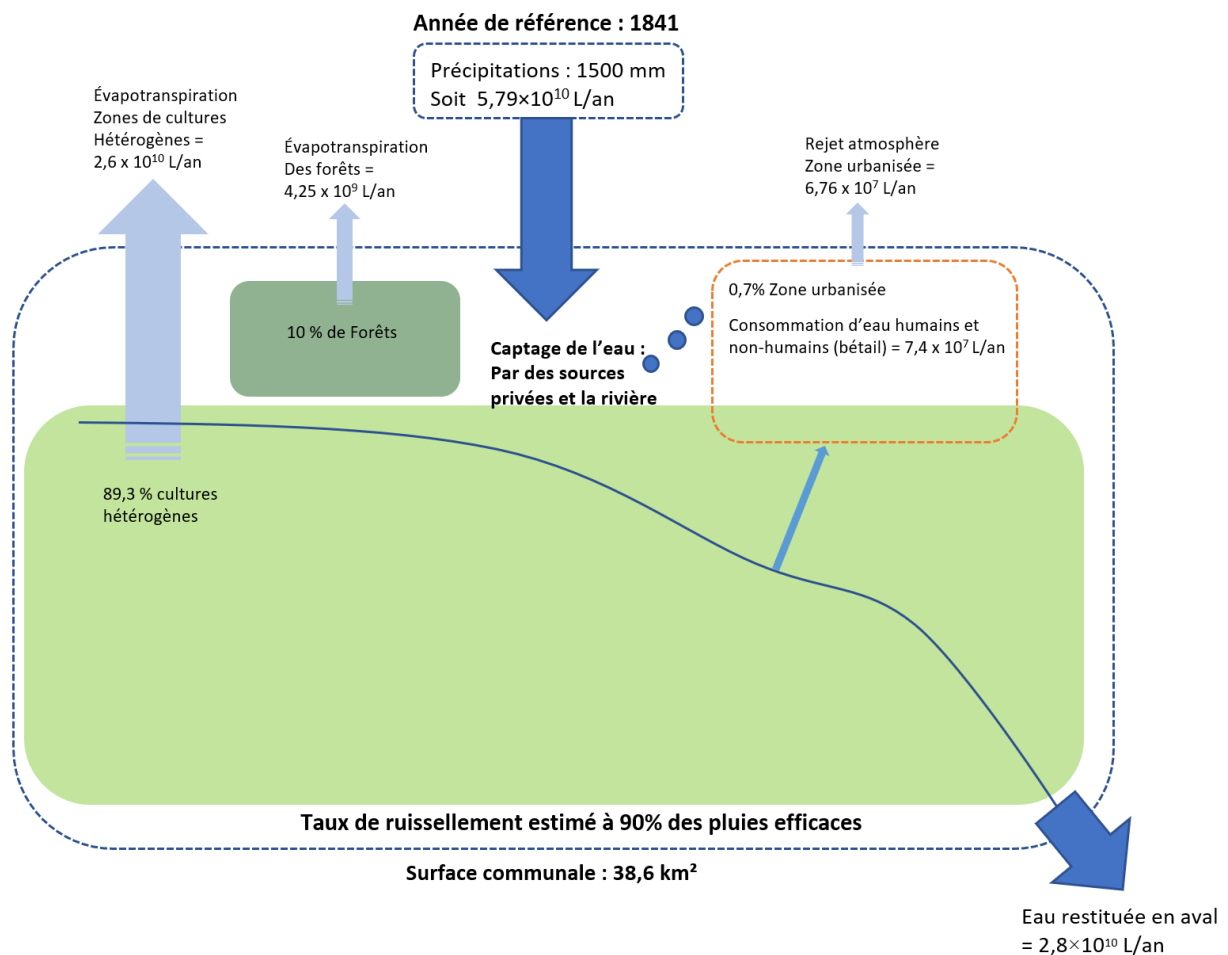 Année de référence : 1841
Précipitations : 1500 mm
Soit 5,79×10¹⁰ L/an
Évapotranspiration
Zones de cultures
Hétérogènes =
2,6 x 10¹⁰ L/an
Évapotranspiration
Des forêts =
4,25 x 10⁹ L/an
Rejet atmosphère
Zone urbanisée =
6,76 x 10⁷ L/an
10 % de Forêts
Captage de l’eau :
Par des sources
privées et la rivière
0,7% Zone urbanisée
Consommation d’eau humains et
non-humains (bétail) = 7,4 x 10⁷ L/an
89,3 % cultures
hétérogènes
Taux de ruissellement estimé à 90% des pluies efficaces
Surface communale : 38,6 km²
Eau restituée en aval
= 2,8×10¹⁰ L/an